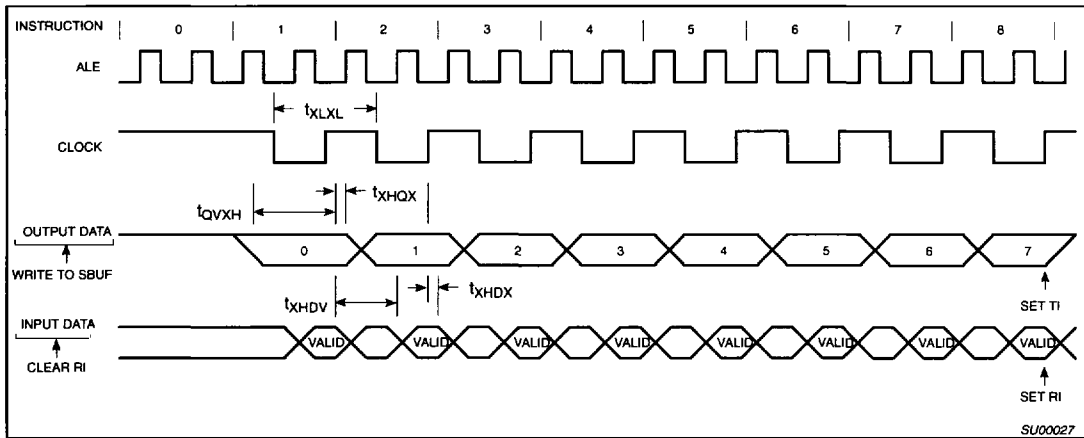 INSTRUCTION | 0 | 1 | 2 | 3 | 4 | 5 | 6 | 7 | 8 |
ALE
tXLXL
CLOCK
tXHQX
tQVXH
OUTPUT DATA
0 1 2 3 4 5 6 7
WRITE TO SBUF
tXHDX
tXHDV
SET TI
INPUT DATA
VALID VALID VALID VALID VALID VALID VALID VALID
CLEAR RI
SET RI
SU00027